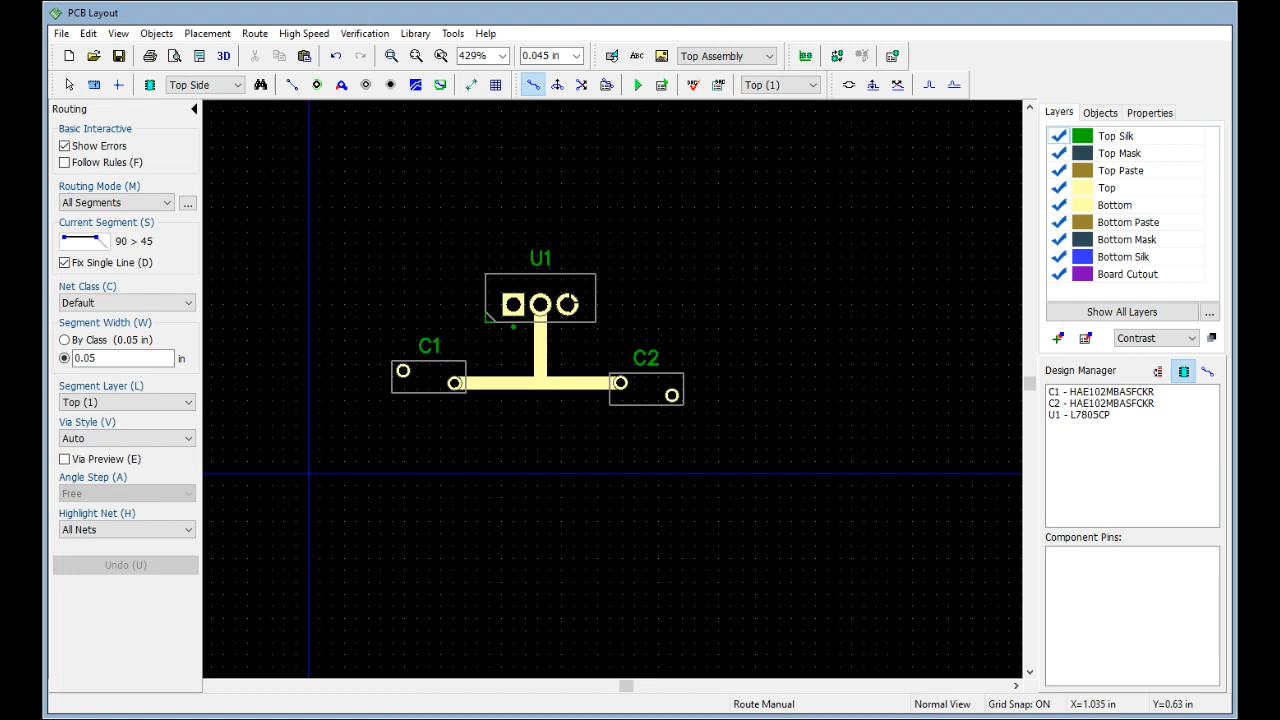 PCB Layout
File Edit View Objects Placement Route High Speed Verification Library Tools Help
3D 429% 0.045 in ABC Top Assembly
Top Side Top (1)
Routing
Basic Interactive
Show Errors
Follow Rules (F)
Routing Mode (M)
All Segments ...
Current Segment (S)
90 > 45
Fix Single Line (D)
Net Class (C)
Default
Segment Width (W)
By Class (0.05 in)
0.05 in
Segment Layer (L)
Top (1)
Via Style (V)
Auto
Via Preview (E)
Angle Step (A)
Free
Highlight Net (H)
All Nets
Undo (U)
U1
C1
C2
Layers Objects Properties
Top Silk
Top Mask
Top Paste
Top
Bottom
Bottom Paste
Bottom Mask
Bottom Silk
Board Cutout
Show All Layers ...
Contrast
Design Manager
C1 - HAE102MBASFCKR
C2 - HAE102MBASFCKR
U1 - L7805CP
Component Pins:
Route Manual Normal View Grid Snap: ON X=1.035 in Y=0.63 in